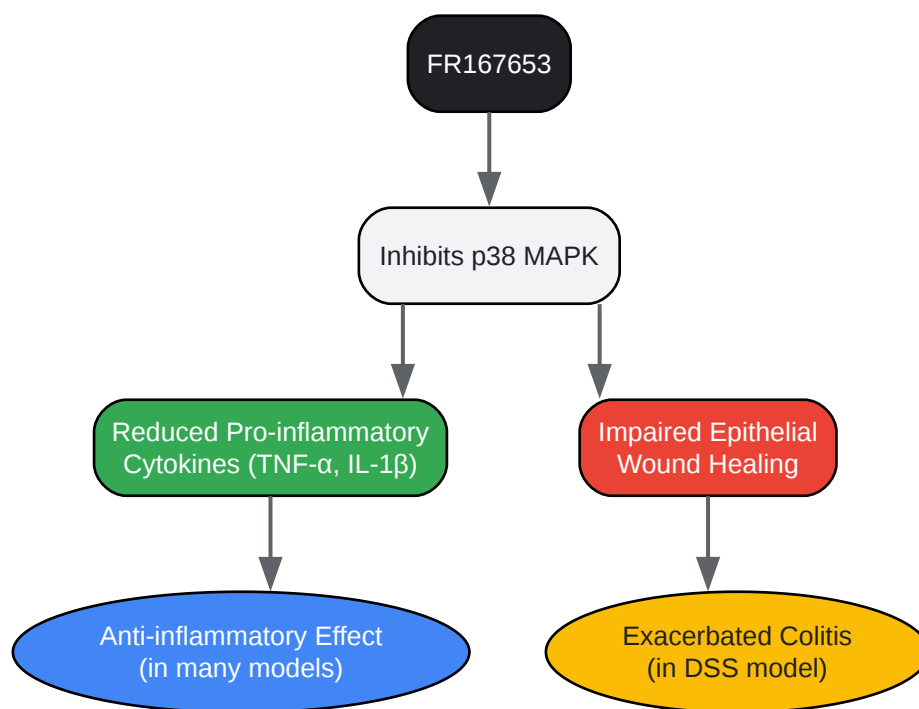 FR167653
Inhibits p38 MAPK
Reduced Pro-inflammatory
Cytokines (TNF-α, IL-1β)
Impaired Epithelial
Wound Healing
Anti-inflammatory Effect
(in many models)
Exacerbated Colitis
(in DSS model)